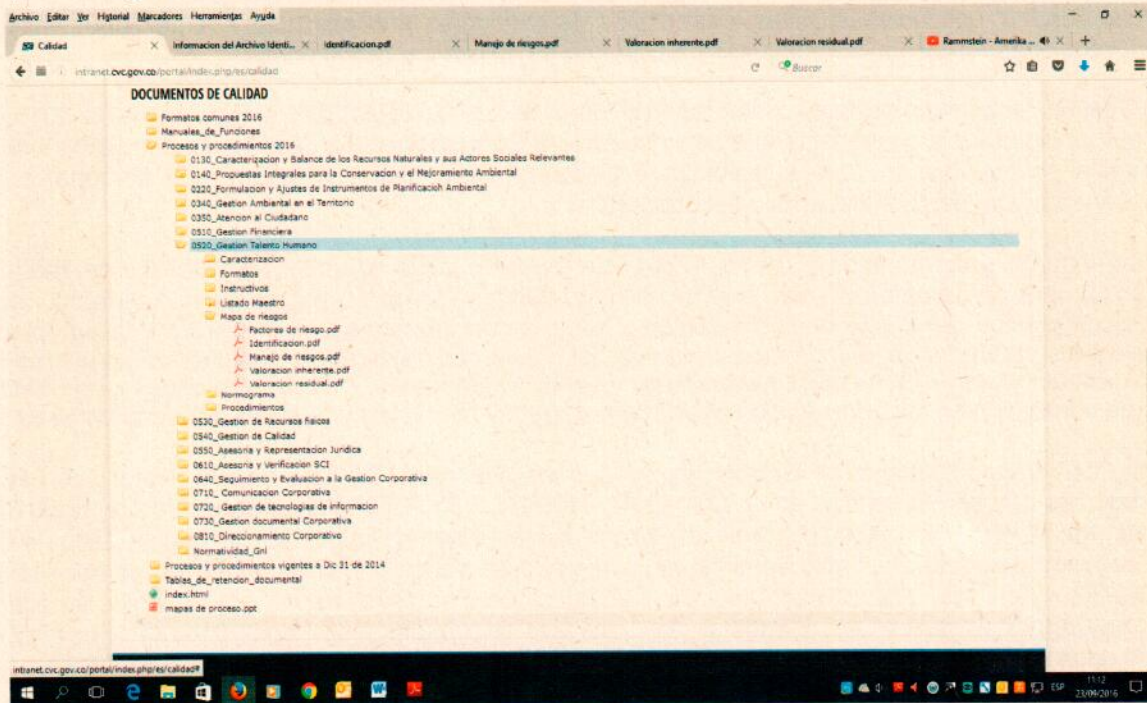 Archivo Editar Ver Historial Marcadores Herramientas Ayuda
Calidad
Informacion del Archivo Identi...
Identificacion.pdf
Manejo de riesgos.pdf
Valoracion inherente.pdf
Valoracion residual.pdf
Rammstein - Amerika ...
intranet.cvc.gov.co/portal/index.php/es/calidad
Buscar
DOCUMENTOS DE CALIDAD
Formatos comunes 2016
Manuales_de_Funciones
Procesos y procedimientos 2016
0130_Caracterizacion y Balance de los Recursos Naturales y sus Actores Sociales Relevantes
0140_Propuestas Integrales para la Conservacion y el Mejoramiento Ambiental
0220_Formulacion y Ajustes de Instrumentos de Planificacion Ambiental
0340_Gestion Ambiental en el Territorio
0350_Atencion al Ciudadano
0510_Gestion Financiera
0520_Gestion Talento Humano
Caracterizacion
Formatos
Instructivos
Listado Maestro
Mapa de riesgos
Factores de riesgo.pdf
Identificacion.pdf
Manejo de riesgos.pdf
Valoracion inherente.pdf
Valoracion residual.pdf
Normograma
Procedimientos
0530_Gestion de Recursos fisicos
0540_Gestion de Calidad
0550_Asesoria y Representacion Juridica
0610_Asesoria y Verificacion SCI
0640_Seguimiento y Evaluacion a la Gestion Corporativa
0710_ Comunicacion Corporativa
0720_ Gestion de tecnologias de informacion
0730_Gestion documental Corporativa
0810_Direccionamiento Corporativo
Normatividad_Gnl
Procesos y procedimientos vigentes a Dic 31 de 2014
Tablas_de_retencion_documental
index.html
mapas de proceso.ppt
intranet.cvc.gov.co/portal/index.php/es/calidad#
ESP
11:12
23/09/2016